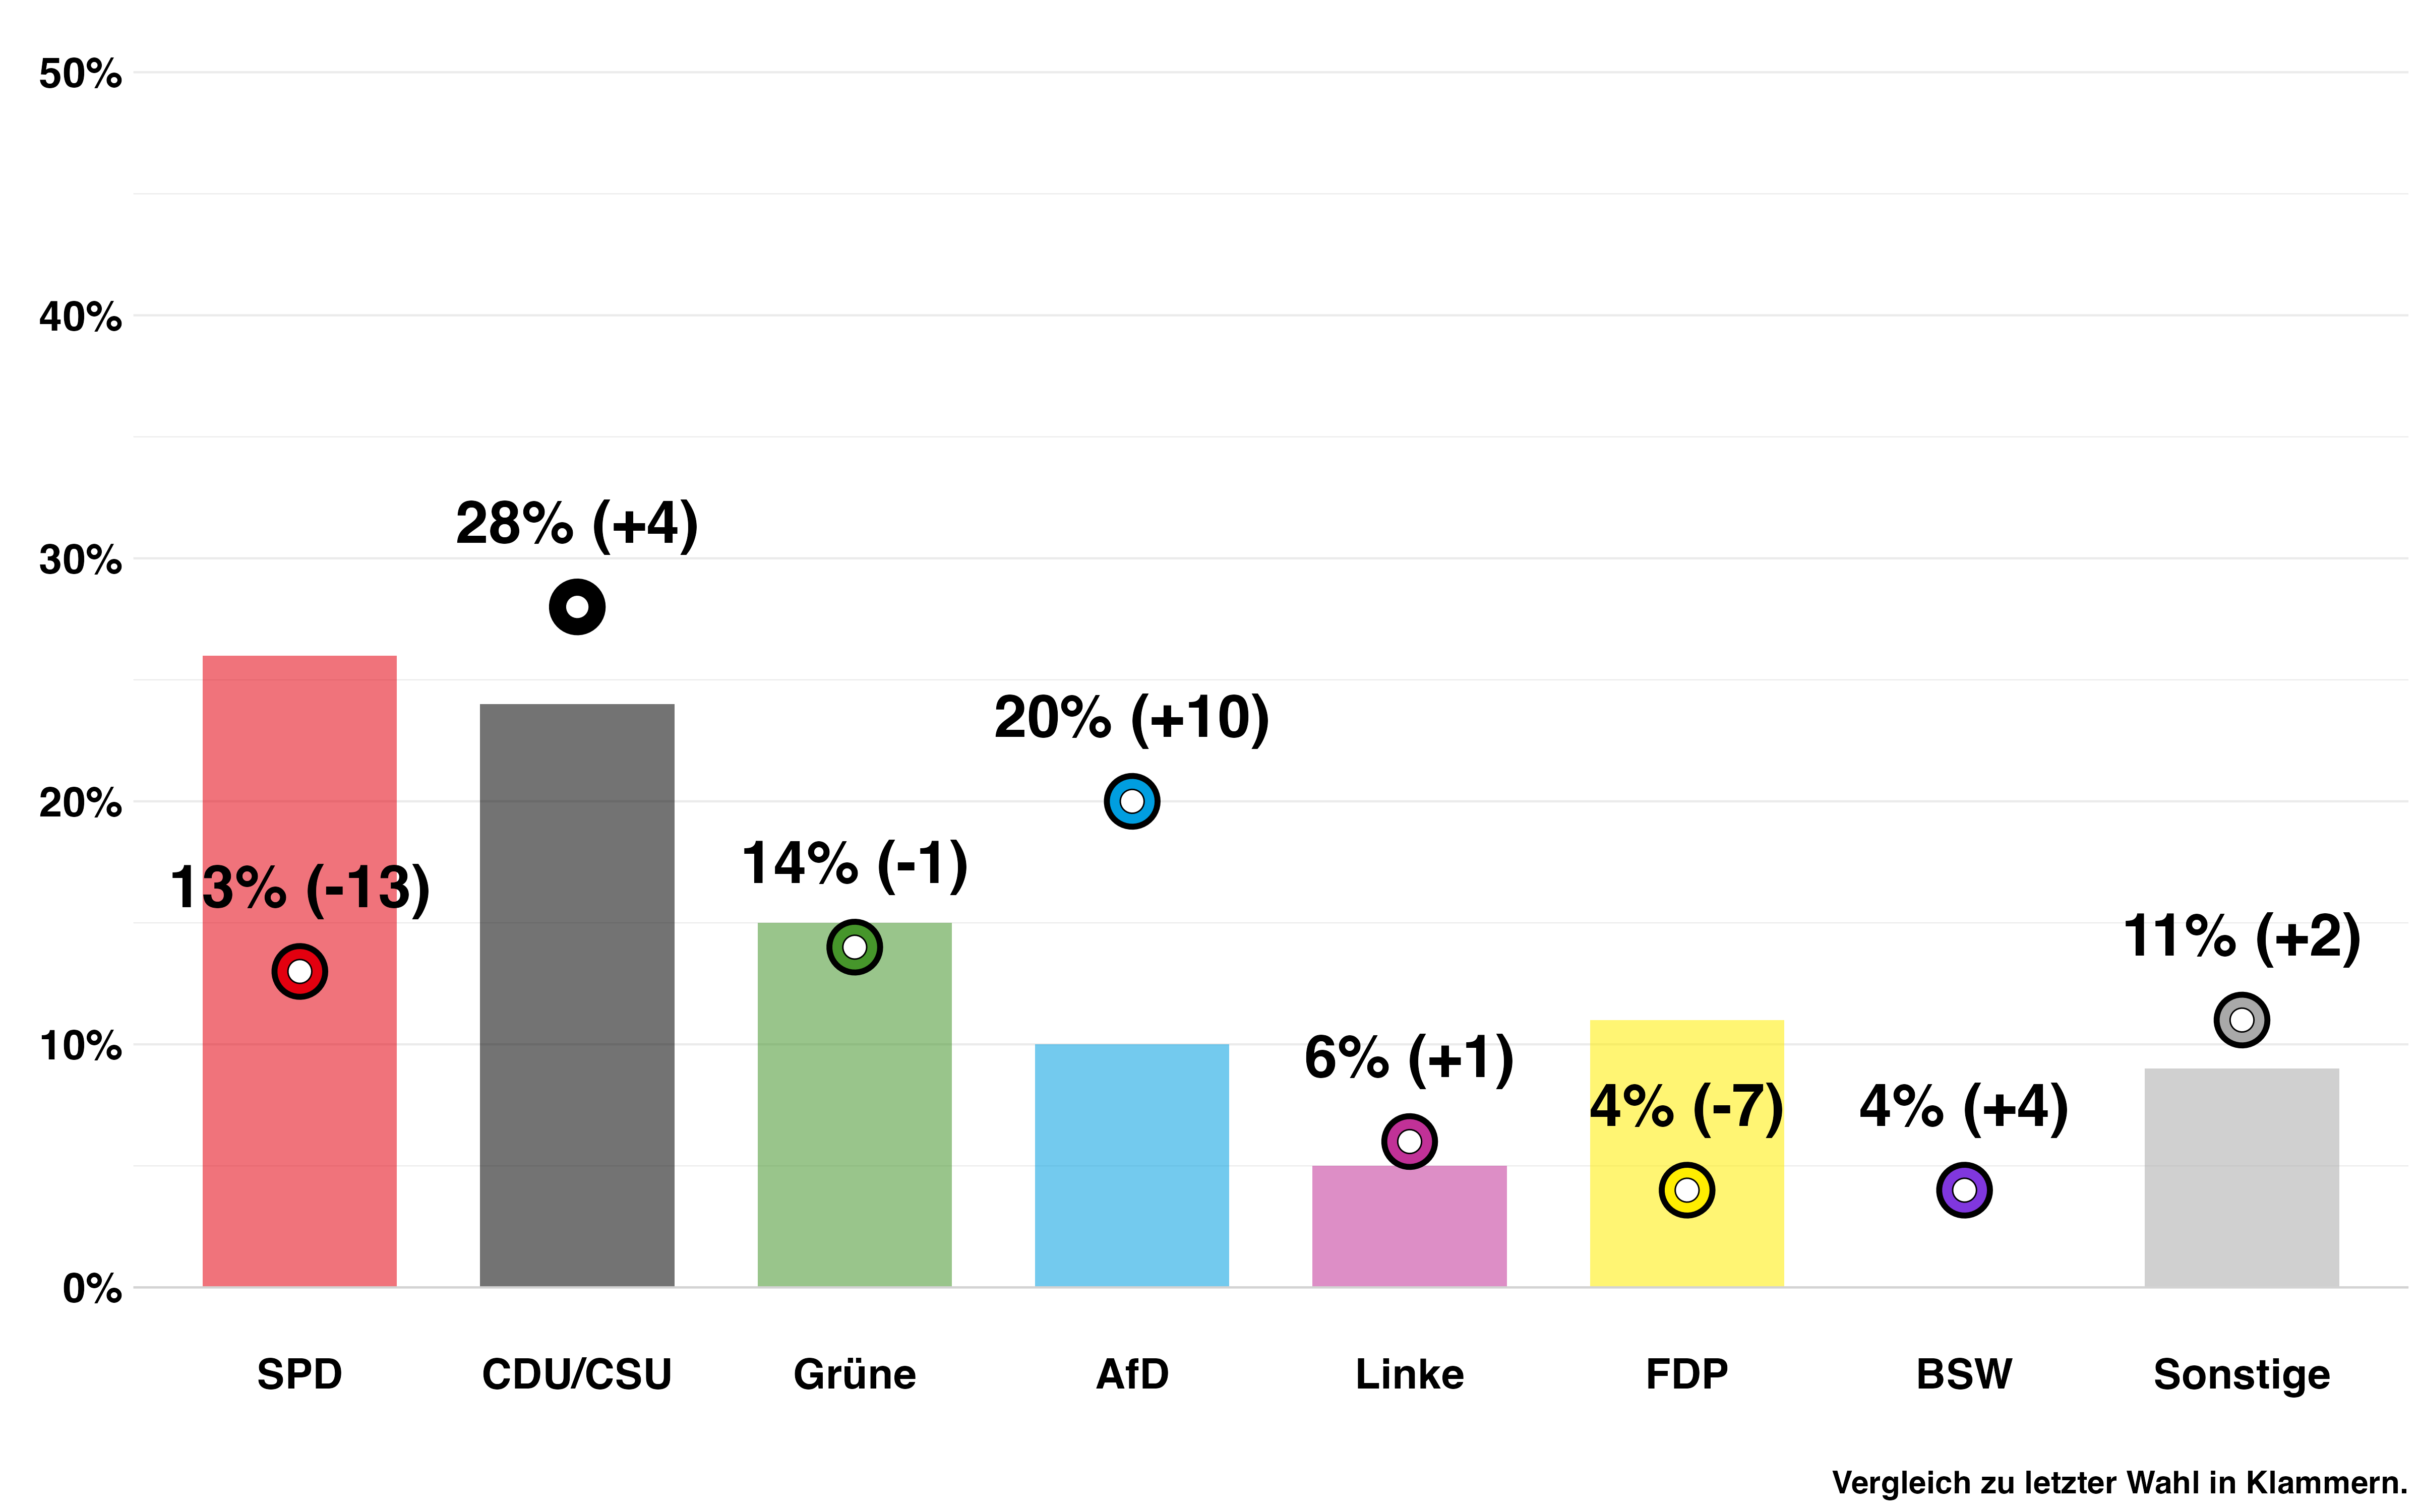 50%
40%
30%
20%
10%
0%
28% (+4)
20% (+10)
13% (-13)
14% (-1)
11% (+2)
6% (+1)
4% (-7)
4% (+4)
SPD
CDU/CSU
Grüne
AfD
Linke
FDP
BSW
Sonstige
Vergleich zu letzter Wahl in Klammern.